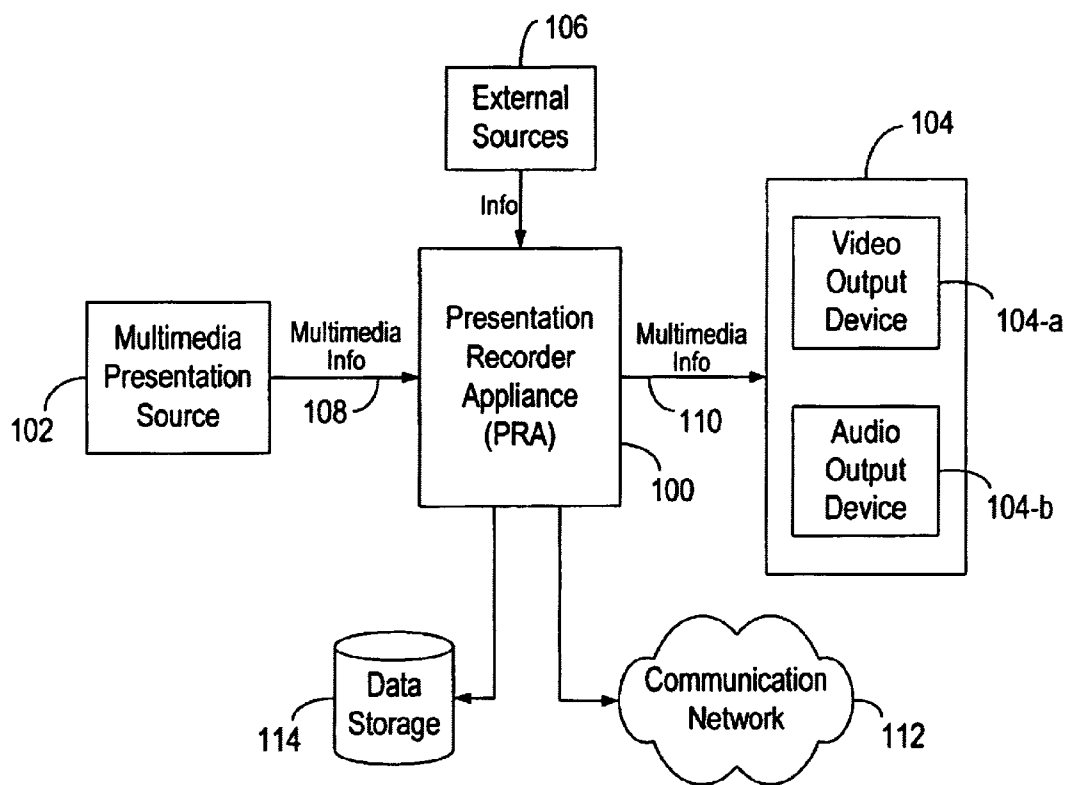 106
External
Sources
Info
104
Video
Output
Device
104-a
Multimedia
Presentation
Source
102
Multimedia
Info
108
Presentation
Recorder
Appliance
(PRA)
100
Multimedia
Info
110
Audio
Output
Device
104-b
Data
Storage
114
Communication
Network
112